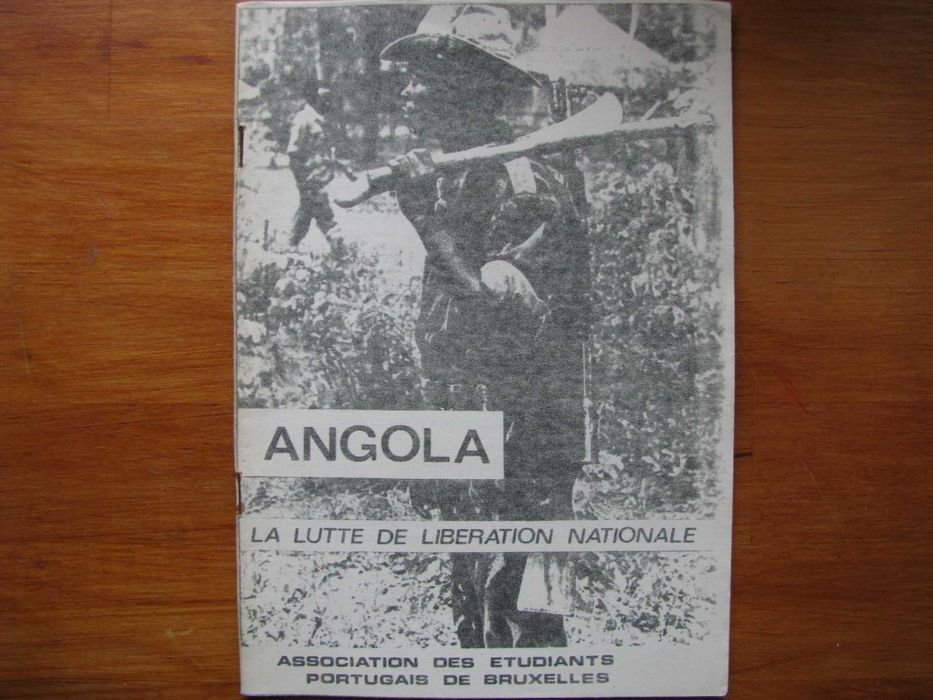 ANGOLA
LA LUTTE DE LIBERATION NATIONALE
ASSOCIATION DES ETUDIANTS
PORTUGAIS DE BRUXELLES